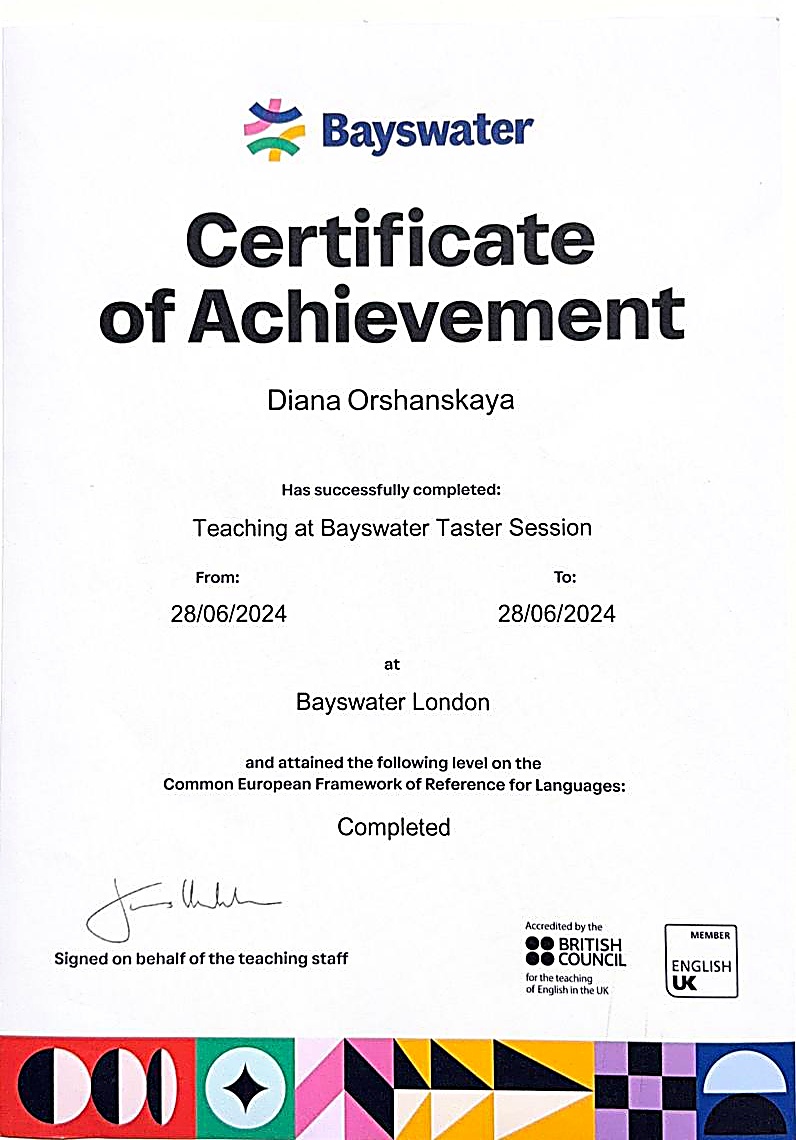 Bayswater
Certificate
of Achievement
Diana Orshanskaya
Has successfully completed:
Teaching at Bayswater Taster Session
From: To:
28/06/2024 28/06/2024
at
Bayswater London
and attained the following level on the
Common European Framework of Reference for Languages:
Completed
Signed on behalf of the teaching staff
Accredited by the
BRITISH
COUNCIL
for the teaching
of English in the UK
MEMBER
ENGLISH
UK